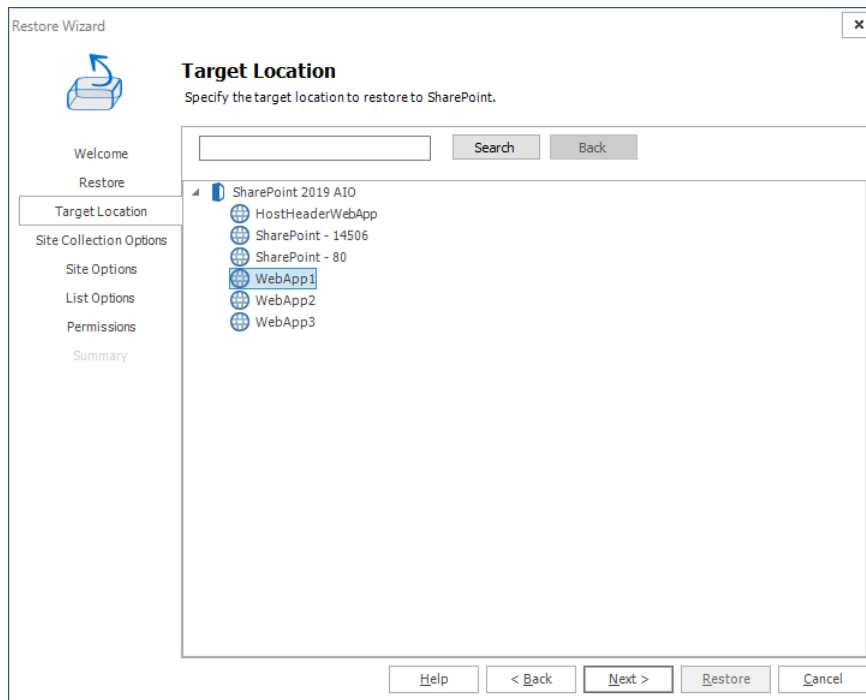 Restore Wizard
Target Location
Specify the target location to restore to SharePoint.
Welcome
Restore
Target Location
Site Collection Options
Site Options
List Options
Permissions
Summary
Search
Back
SharePoint 2019 AIO
HostHeaderWebApp
SharePoint - 14506
SharePoint - 80
WebApp1
WebApp2
WebApp3
Help
< Back
Next >
Restore
Cancel